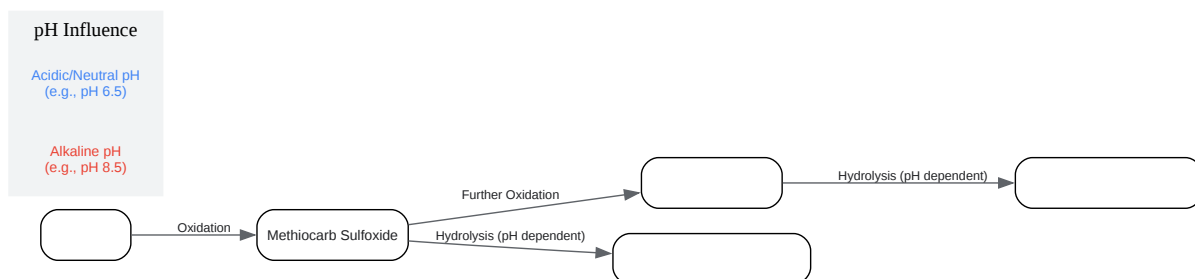 pH Influence
Acidic/Neutral pH
(e.g., pH 6.5)
Alkaline pH
(e.g., pH 8.5)
Oxidation
Methiocarb Sulfoxide
Further Oxidation
Hydrolysis (pH dependent)
Hydrolysis (pH dependent)